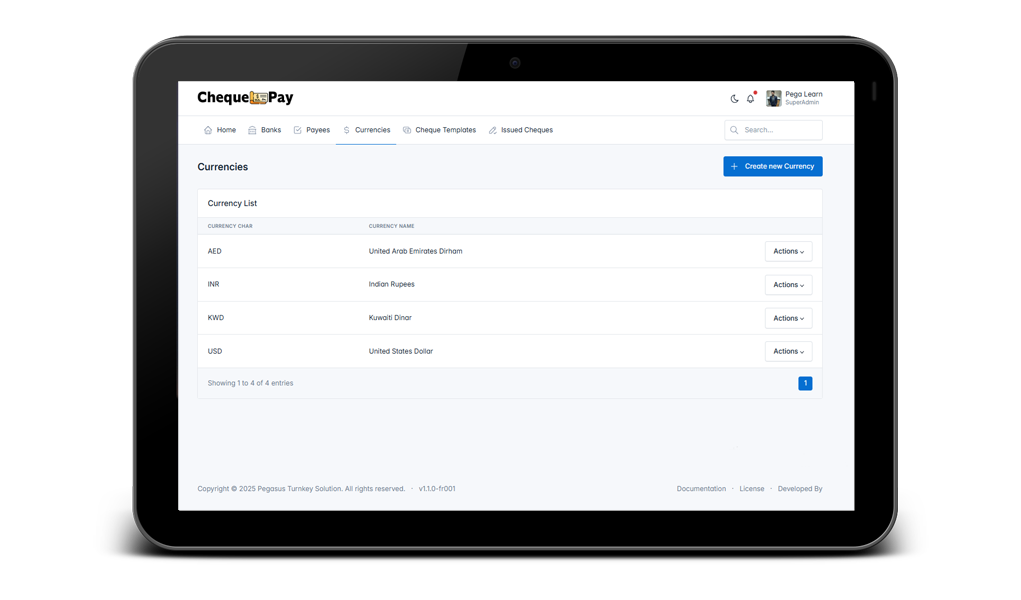 ChequePay
Pega Learn
SuperAdmin
Home Banks Payees Currencies Cheque Templates Issued Cheques Search...
Currencies
Create new Currency
Currency List
CURRENCY CHAR CURRENCY NAME
AED United Arab Emirates Dirham Actions
INR Indian Rupees Actions
KWD Kuwaiti Dinar Actions
USD United States Dollar Actions
Showing 1 to 4 of 4 entries 1
Copyright © 2025 Pegasus Turnkey Solution. All rights reserved. · v1.1.0-fr001 Documentation · License · Developed By